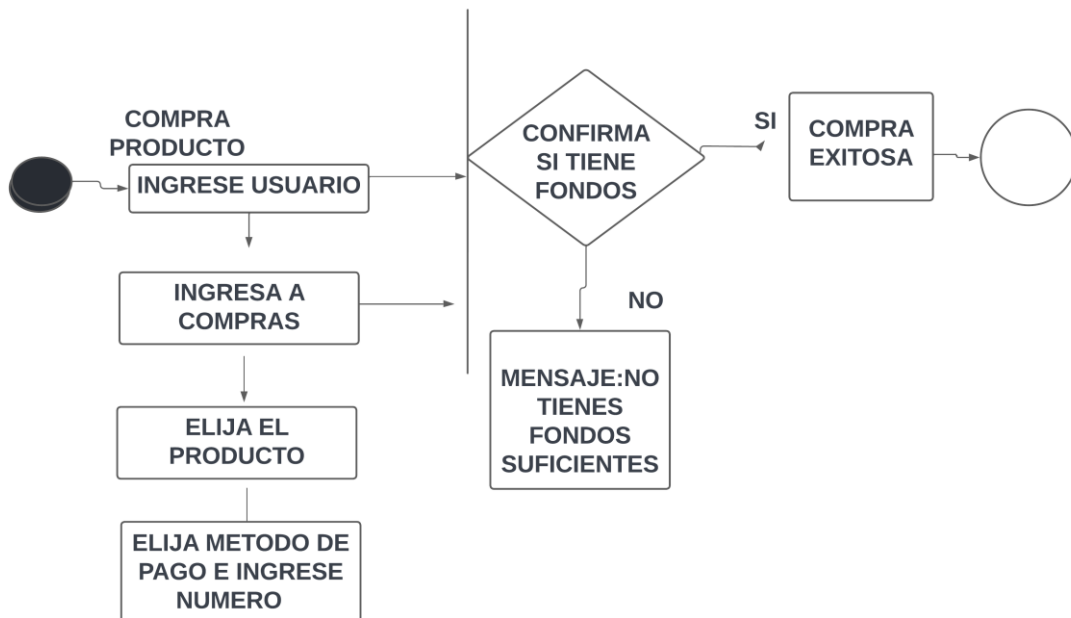 COMPRA
PRODUCTO
INGRESE USUARIO
INGRESA A
COMPRAS
ELIJA EL
PRODUCTO
ELIJA METODO DE
PAGO E INGRESE
NUMERO
CONFIRMA
SI TIENE
FONDOS
SI
COMPRA
EXITOSA
NO
MENSAJE:NO
TIENES
FONDOS
SUFICIENTES